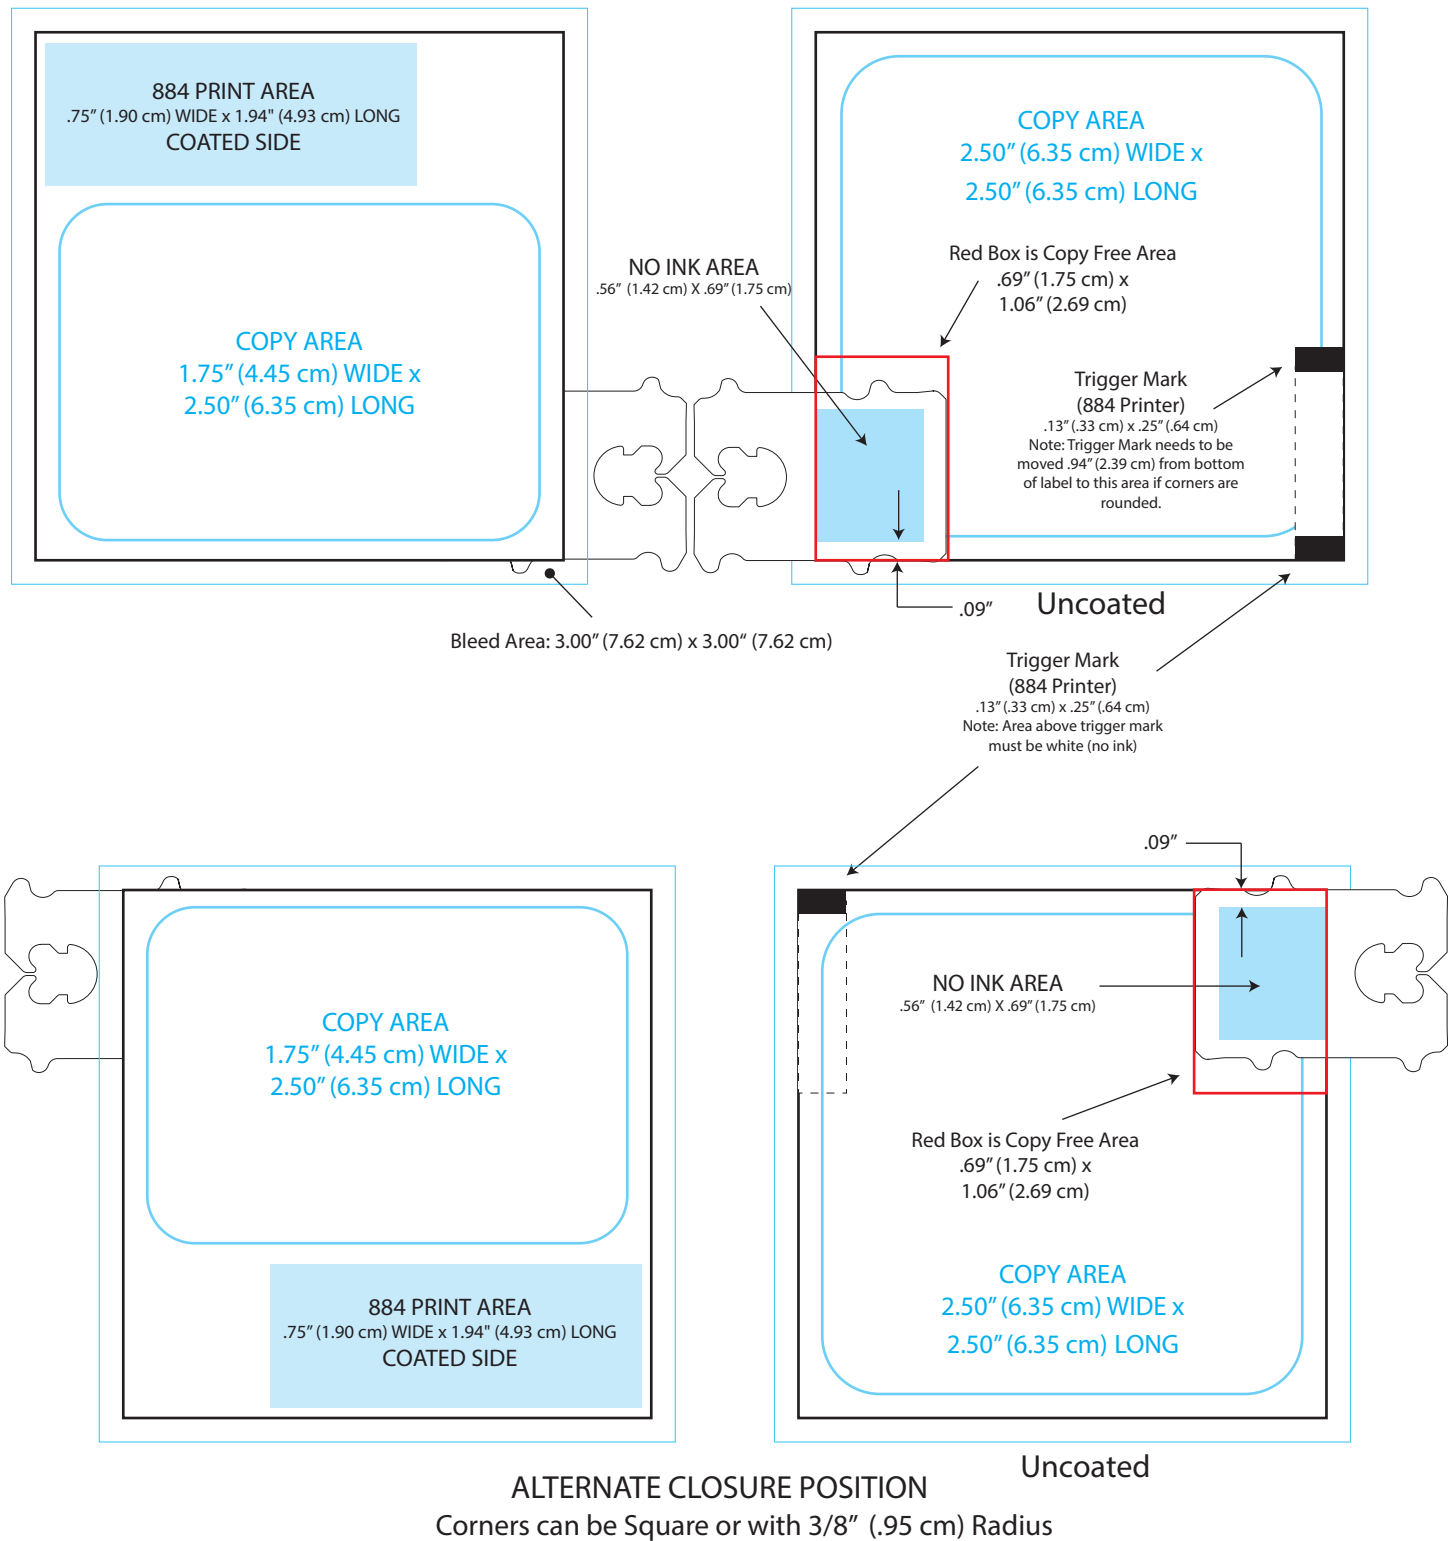 884 PRINT AREA
.75” (1.90 cm) WIDE x 1.94" (4.93 cm) LONG
COATED SIDE
COPY AREA
1.75” (4.45 cm) WIDE x
2.50” (6.35 cm) LONG
NO INK AREA
.56” (1.42 cm) X .69” (1.75 cm)
COPY AREA
2.50” (6.35 cm) WIDE x
2.50” (6.35 cm) LONG
Red Box is Copy Free Area
.69” (1.75 cm) x
1.06” (2.69 cm)
Trigger Mark
(884 Printer)
.13” (.33 cm) x .25” (.64 cm)
Note: Trigger Mark needs to be
moved .94” (2.39 cm) from bottom
of label to this area if corners are
rounded.
.09”
Uncoated
Bleed Area: 3.00” (7.62 cm) x 3.00“ (7.62 cm)
Trigger Mark
(884 Printer)
.13” (.33 cm) x .25” (.64 cm)
Note: Area above trigger mark
must be white (no ink)
.09”
COPY AREA
1.75” (4.45 cm) WIDE x
2.50” (6.35 cm) LONG
884 PRINT AREA
.75” (1.90 cm) WIDE x 1.94" (4.93 cm) LONG
COATED SIDE
NO INK AREA
.56” (1.42 cm) X .69” (1.75 cm)
Red Box is Copy Free Area
.69” (1.75 cm) x
1.06” (2.69 cm)
COPY AREA
2.50” (6.35 cm) WIDE x
2.50” (6.35 cm) LONG
Uncoated
ALTERNATE CLOSURE POSITION
Corners can be Square or with 3/8” (.95 cm) Radius